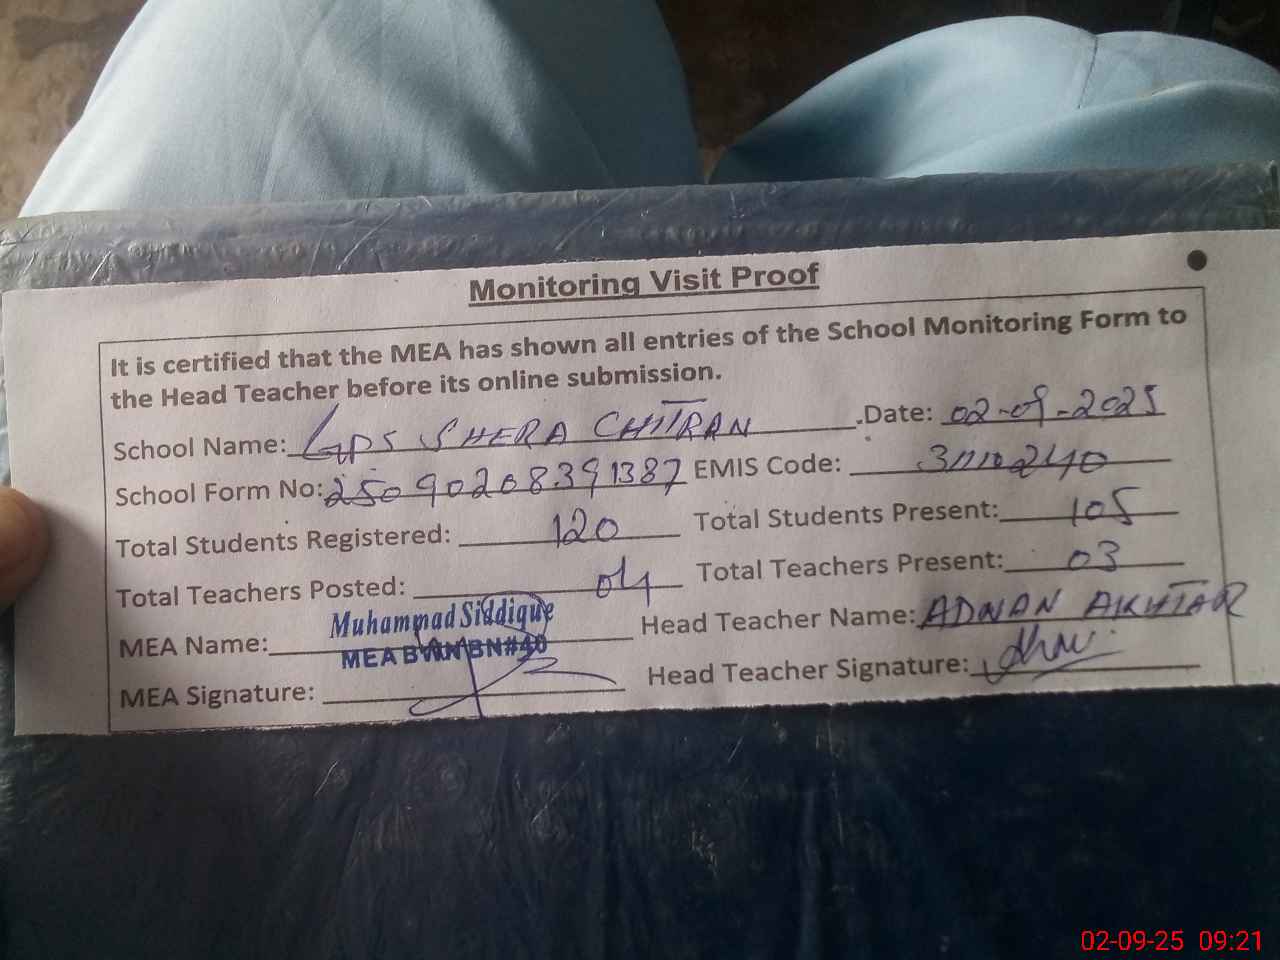 Monitoring Visit Proof
It is certified that the MEA has shown all entries of the School Monitoring Form to
the Head Teacher before its online submission.
School Name: GPS SHERA CHITRAN .Date: 02-09-2025
School Form No: 25090208391387 EMIS Code: 31110240
Total Students Registered: 120 Total Students Present: 105
Total Teachers Posted: 04 Total Teachers Present: 03
MEA Name: Muhammad Siddique Head Teacher Name: ADNAN AKHTAR
MEA BWN BN#40
MEA Signature: Head Teacher Signature:
02-09-25 09:21